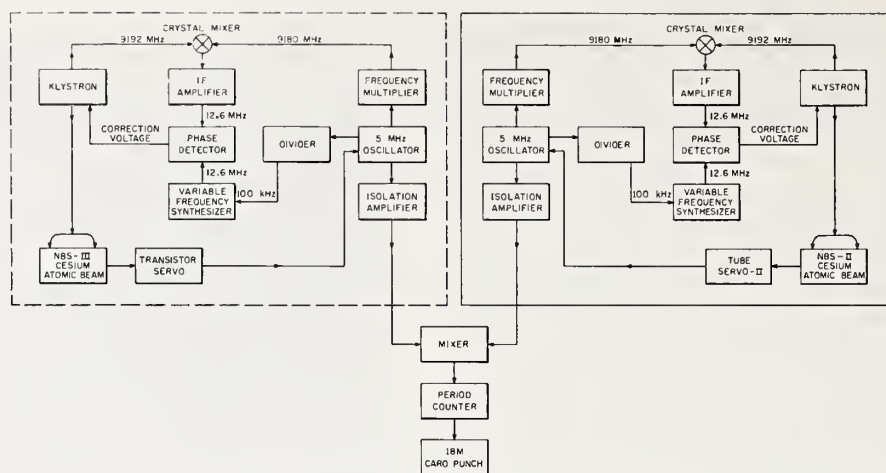 CRYSTAL MIXER
9192 MHz
9180 MHz
KLYSTRON
IF
AMPLIFIER
FREQUENCY
MULTIPLIER
12.6 MHz
CORRECTION
VOLTAGE
PHASE
DETECTOR
OIVIOER
5 MHz
OSCILLATOR
12.6 MHz
VARIABLE
FREQUENCY
SYNTHESIZER
100 kHz
ISOLATION
AMPLIFIER
NBS-III
CESIUM
ATOMIC BEAM
TRANSISTOR
SERVO
CRYSTAL MIXER
9180 MHz
9192 MHz
FREQUENCY
MULTIPLIER
IF
AMPLIFIER
KLYSTRON
12.6 MHz
5 MHz
OSCILLATOR
OIVIOER
PHASE
DETECTOR
CORRECTION
VOLTAGE
12.6 MHz
ISOLATION
AMPLIFIER
100 kHz
VARIABLE
FREQUENCY
SYNTHESIZER
TUBE
SERVO-II
NBS-II
CESIUM
ATOMIC BEAM
MIXER
PERIOD
COUNTER
IBM
CARO PUNCH